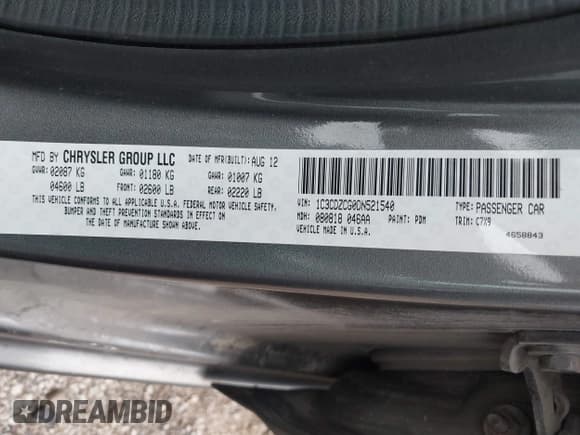 MFD BY CHRYSLER GROUP LLC DATE OF MFR(BUILT): AUG 12
GVWR: 02087 KG GAWR: 01180 KG GAWR: 01007 KG
04600 LB FRONT: 02600 LB REAR: 02220 LB
THIS VEHICLE CONFORMS TO ALL APPLICABLE U.S.A. FEDERAL MOTOR VEHICLE SAFETY,
BUMPER AND THEFT PREVENTION STANDARDS IN EFFECT ON
THE DATE OF MANUFACTURE SHOWN ABOVE.
VIN: 1C3CDZCG0DN521540 TYPE: PASSENGER CAR
MDH: 080818 046AA PAINT: PDM TRIM: C7X9
VEHICLE MADE IN U.S.A. 4658843
DREAMBID